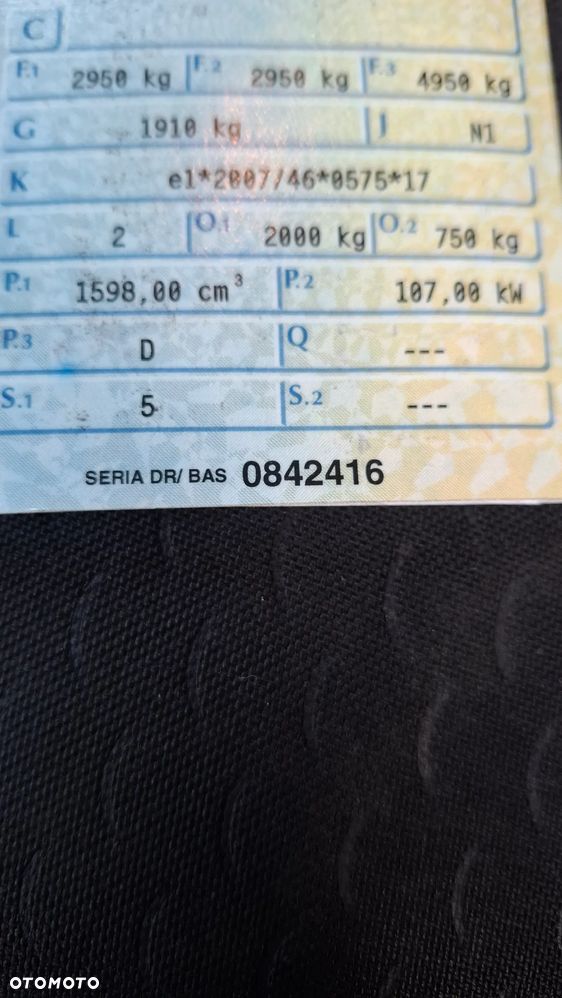 C
F.1 2950 kg F.2 2950 kg F.3 4950 kg
G 1910 kg J N1
K e1*2007/46*0575*17
L 2 O.1 2000 kg O.2 750 kg
P.1 1598,00 cm³ P.2 107,00 kW
P.3 D Q ---
S.1 5 S.2 ---
SERIA DR/ BAS 0842416
OTOMOTO